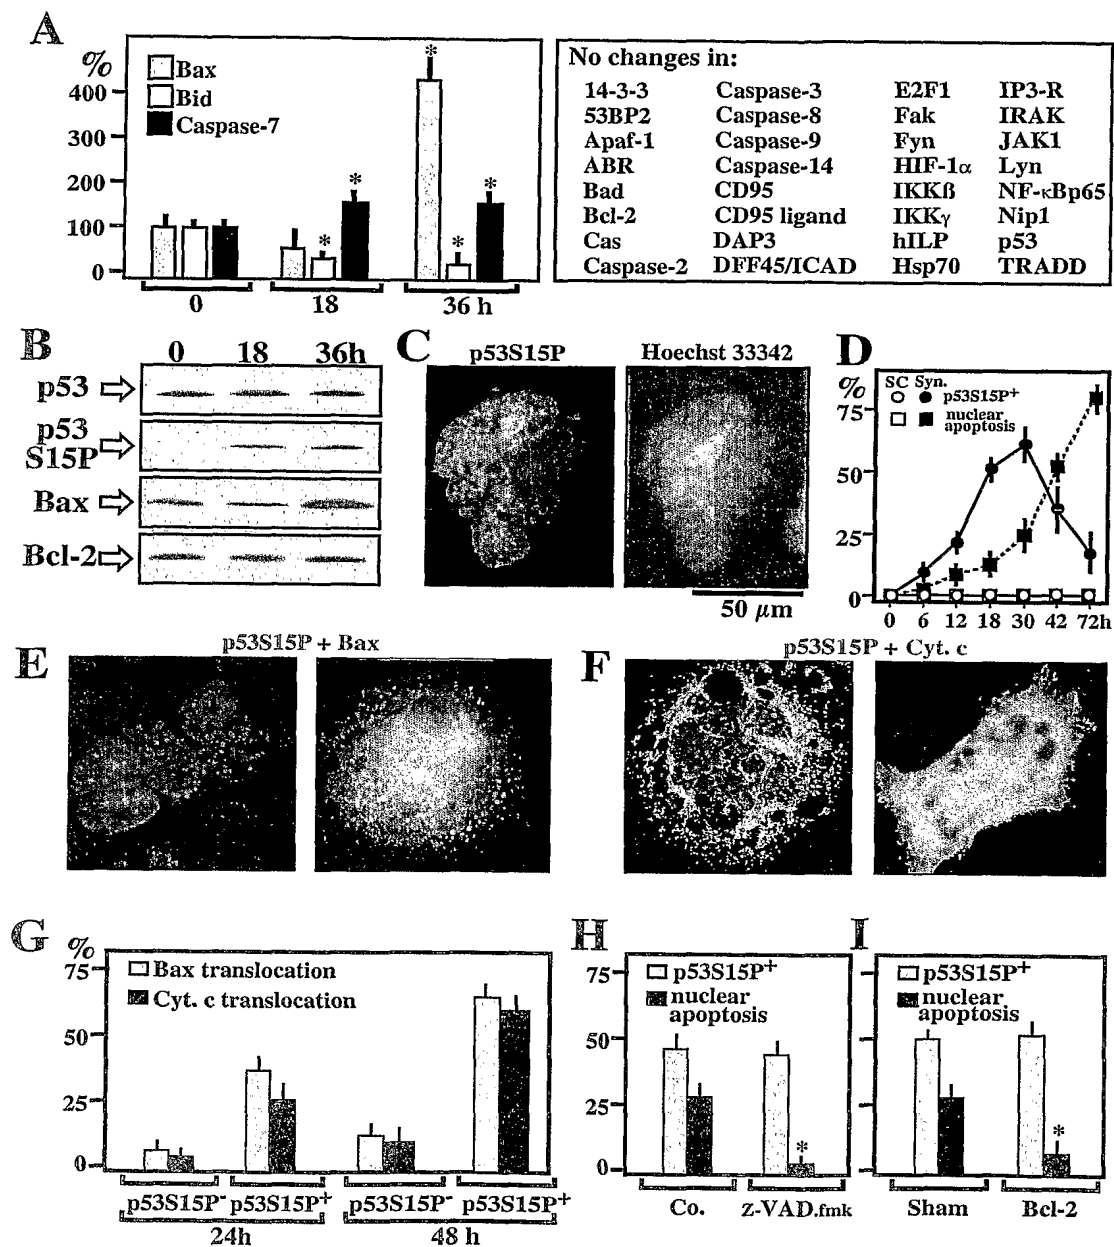 A
%
Bax
Bid
Caspase-7
400
300
200
100
0
*
*
*
*
*
0 18 36 h
No changes in:
14-3-3 Caspase-3 E2F1 IP3-R
53BP2 Caspase-8 Fak IRAK
Apaf-1 Caspase-9 Fyn JAK1
ABR Caspase-14 HIF-1α Lyn
Bad CD95 IKKß NF-κBp65
Bcl-2 CD95 ligand IKKγ Nip1
Cas DAP3 hILP p53
Caspase-2 DFF45/ICAD Hsp70 TRADD
B
0 18 36h
p53
p53
S15P
Bax
Bcl-2
C
p53S15P Hoechst 33342
50 µm
D
%
SC Syn.
p53S15P+
nuclear
apoptosis
75
50
25
0
0 6 12 18 30 42 72h
E
p53S15P + Bax
F
p53S15P + Cyt. c
G
%
Bax translocation
Cyt. c translocation
75
50
25
0
p53S15P- p53S15P+ p53S15P- p53S15P+
24h 48 h
H
p53S15P+
nuclear
apoptosis
75
50
25
0
*
Co. z-VAD.fmk
I
p53S15P+
nuclear
apoptosis
*
Sham Bcl-2